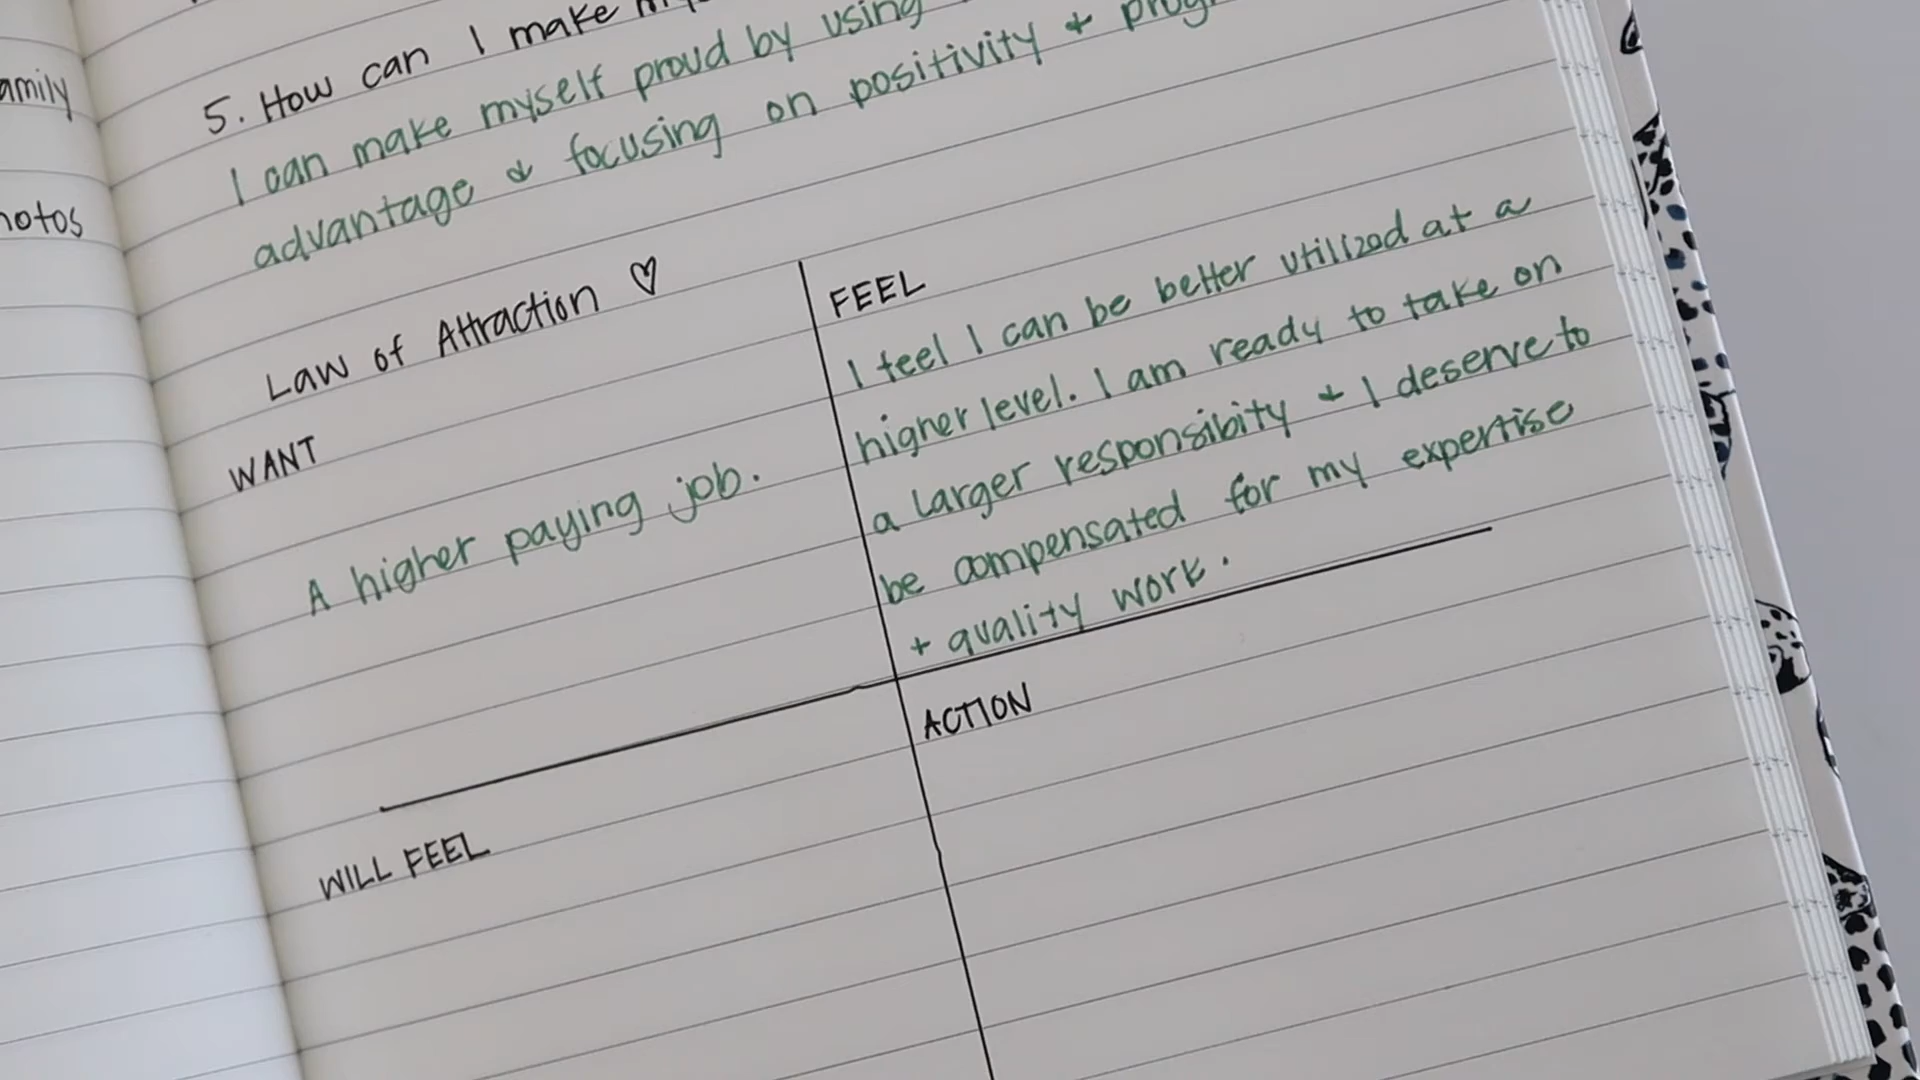 amily
hotos
5. How can I make
I can make myself proud by using
advantage & focusing on positivity +
Law of Attraction ♡
WANT
A higher paying job.
FEEL
I feel I can be better utilized at a
higher level. I am ready to take on
a larger responsibity + I deserve to
be compensated for my expertise
+ quality work.
WILL FEEL
ACTION